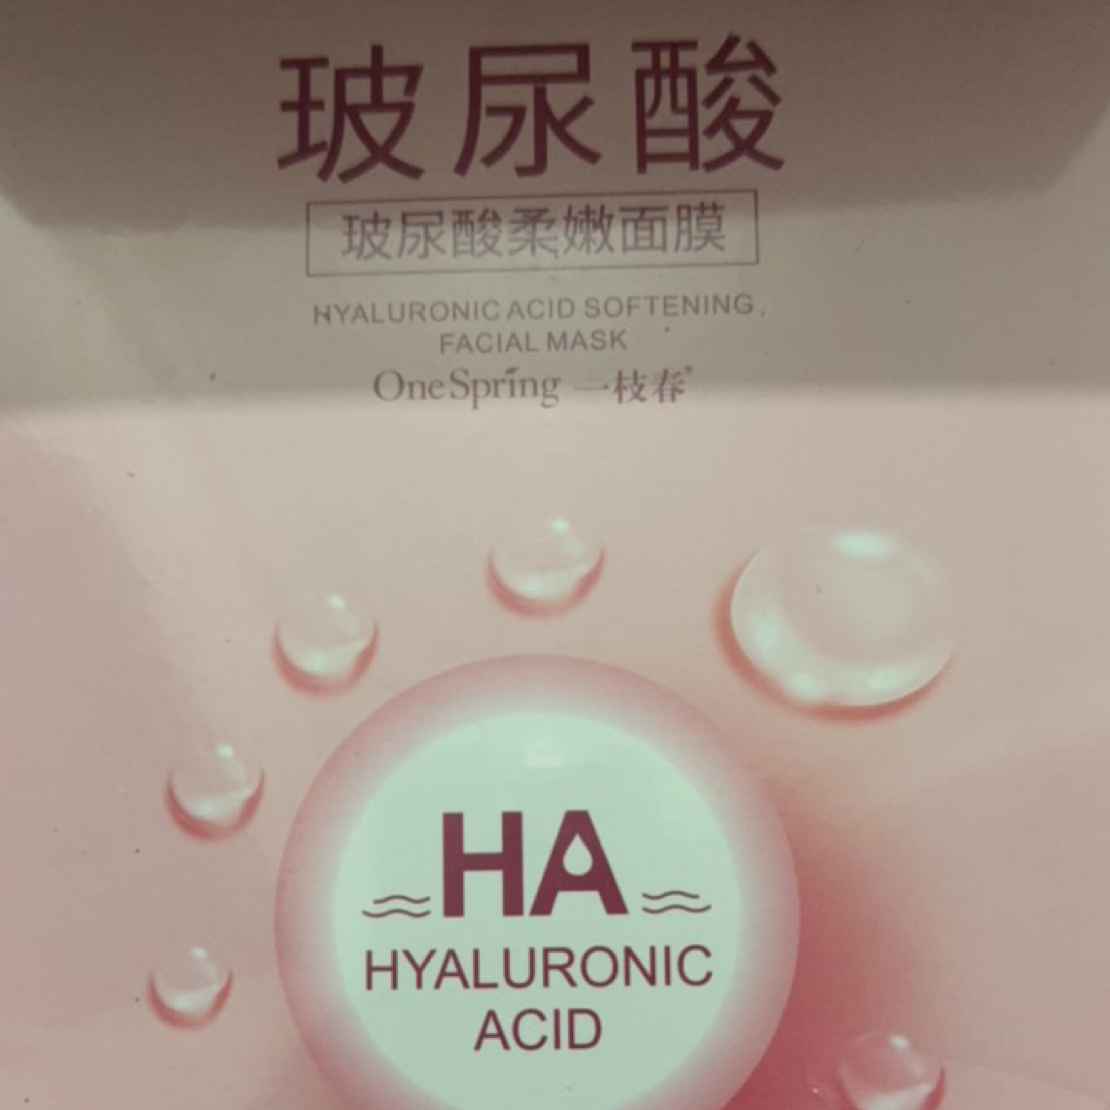 玻尿酸
玻尿酸柔嫩面膜
HYALURONIC ACID SOFTENING
FACIAL MASK
OneSpring 一枝春®
HA
HYALURONIC
ACID